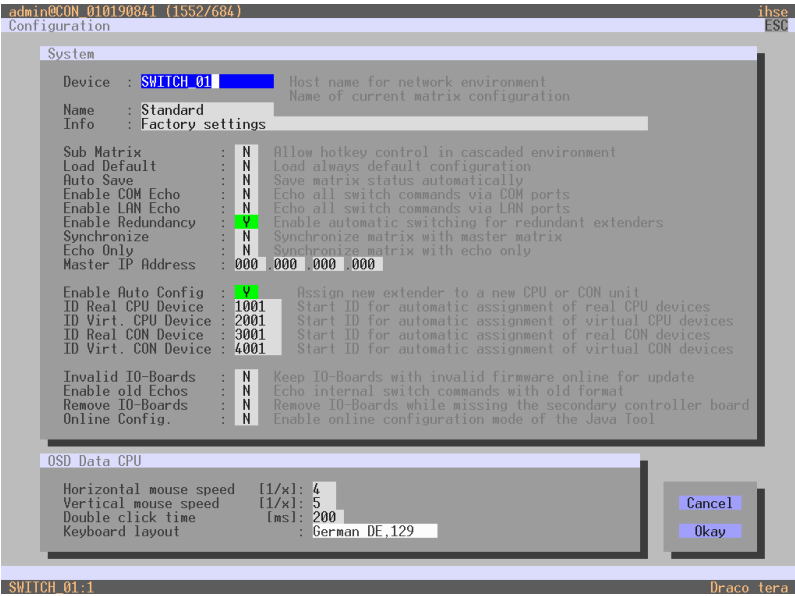 admin@CON_010190841 (1552/684) ihse
Configuration ESC
System
Device : SWITCH_01 Host name for network environment
Name of current matrix configuration
Name : Standard
Info : Factory settings
Sub Matrix : N Allow hotkey control in cascaded environment
Load Default : N Load always default configuration
Auto Save : N Save matrix status automatically
Enable COM Echo : N Echo all switch commands via COM ports
Enable LAN Echo : N Echo all switch commands via LAN ports
Enable Redundancy : Y Enable automatic switching for redundant extenders
Synchronize : N Synchronize matrix with master matrix
Echo Only : N Synchronize matrix with echo only
Master IP Address : 000 .000 .000 .000
Enable Auto Config : Y Assign new extender to a new CPU or CON unit
ID Real CPU Device : 1001 Start ID for automatic assignment of real CPU devices
ID Virt. CPU Device : 2001 Start ID for automatic assignment of virtual CPU devices
ID Real CON Device : 3001 Start ID for automatic assignment of real CON devices
ID Virt. CON Device : 4001 Start ID for automatic assignment of virtual CON devices
Invalid IO-Boards : N Keep IO-Boards with invalid firmware online for update
Enable old Echos : N Echo internal switch commands with old format
Remove IO-Boards : N Remove IO-Boards while missing the secondary controller board
Online Config. : N Enable online configuration mode of the Java Tool
OSD Data CPU
Horizontal mouse speed [1/x]: 4
Vertical mouse speed [1/x]: 5
Double click time [ms]: 200
Keyboard layout : German DE,129
Cancel
Okay
SWITCH_01:1 Draco tera